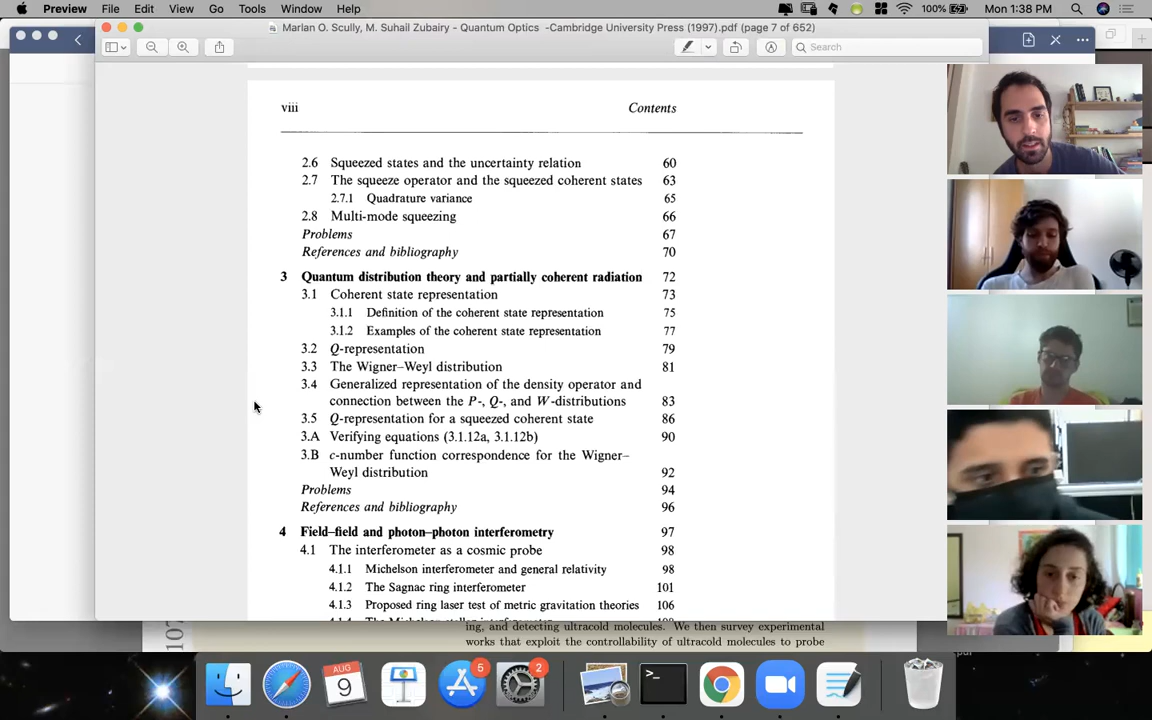 Preview File Edit View Go Tools Window Help
100% Mon 1:38 PM
Marlan O. Scully, M. Suhail Zubairy - Quantum Optics -Cambridge University Press (1997).pdf (page 7 of 652)
Search
viii Contents
2.6 Squeezed states and the uncertainty relation 60
2.7 The squeeze operator and the squeezed coherent states 63
2.7.1 Quadrature variance 65
2.8 Multi-mode squeezing 66
Problems 67
References and bibliography 70
3 Quantum distribution theory and partially coherent radiation 72
3.1 Coherent state representation 73
3.1.1 Definition of the coherent state representation 75
3.1.2 Examples of the coherent state representation 77
3.2 Q-representation 79
3.3 The Wigner–Weyl distribution 81
3.4 Generalized representation of the density operator and
connection between the P-, Q-, and W-distributions 83
3.5 Q-representation for a squeezed coherent state 86
3.A Verifying equations (3.1.12a, 3.1.12b) 90
3.B c-number function correspondence for the Wigner–
Weyl distribution 92
Problems 94
References and bibliography 96
4 Field–field and photon–photon interferometry 97
4.1 The interferometer as a cosmic probe 98
4.1.1 Michelson interferometer and general relativity 98
4.1.2 The Sagnac ring interferometer 101
4.1.3 Proposed ring laser test of metric gravitation theories 106
ing, and detecting ultracold molecules. We then survey experimental
works that exploit the controllability of ultracold molecules to probe
107
AUG
9
5
2